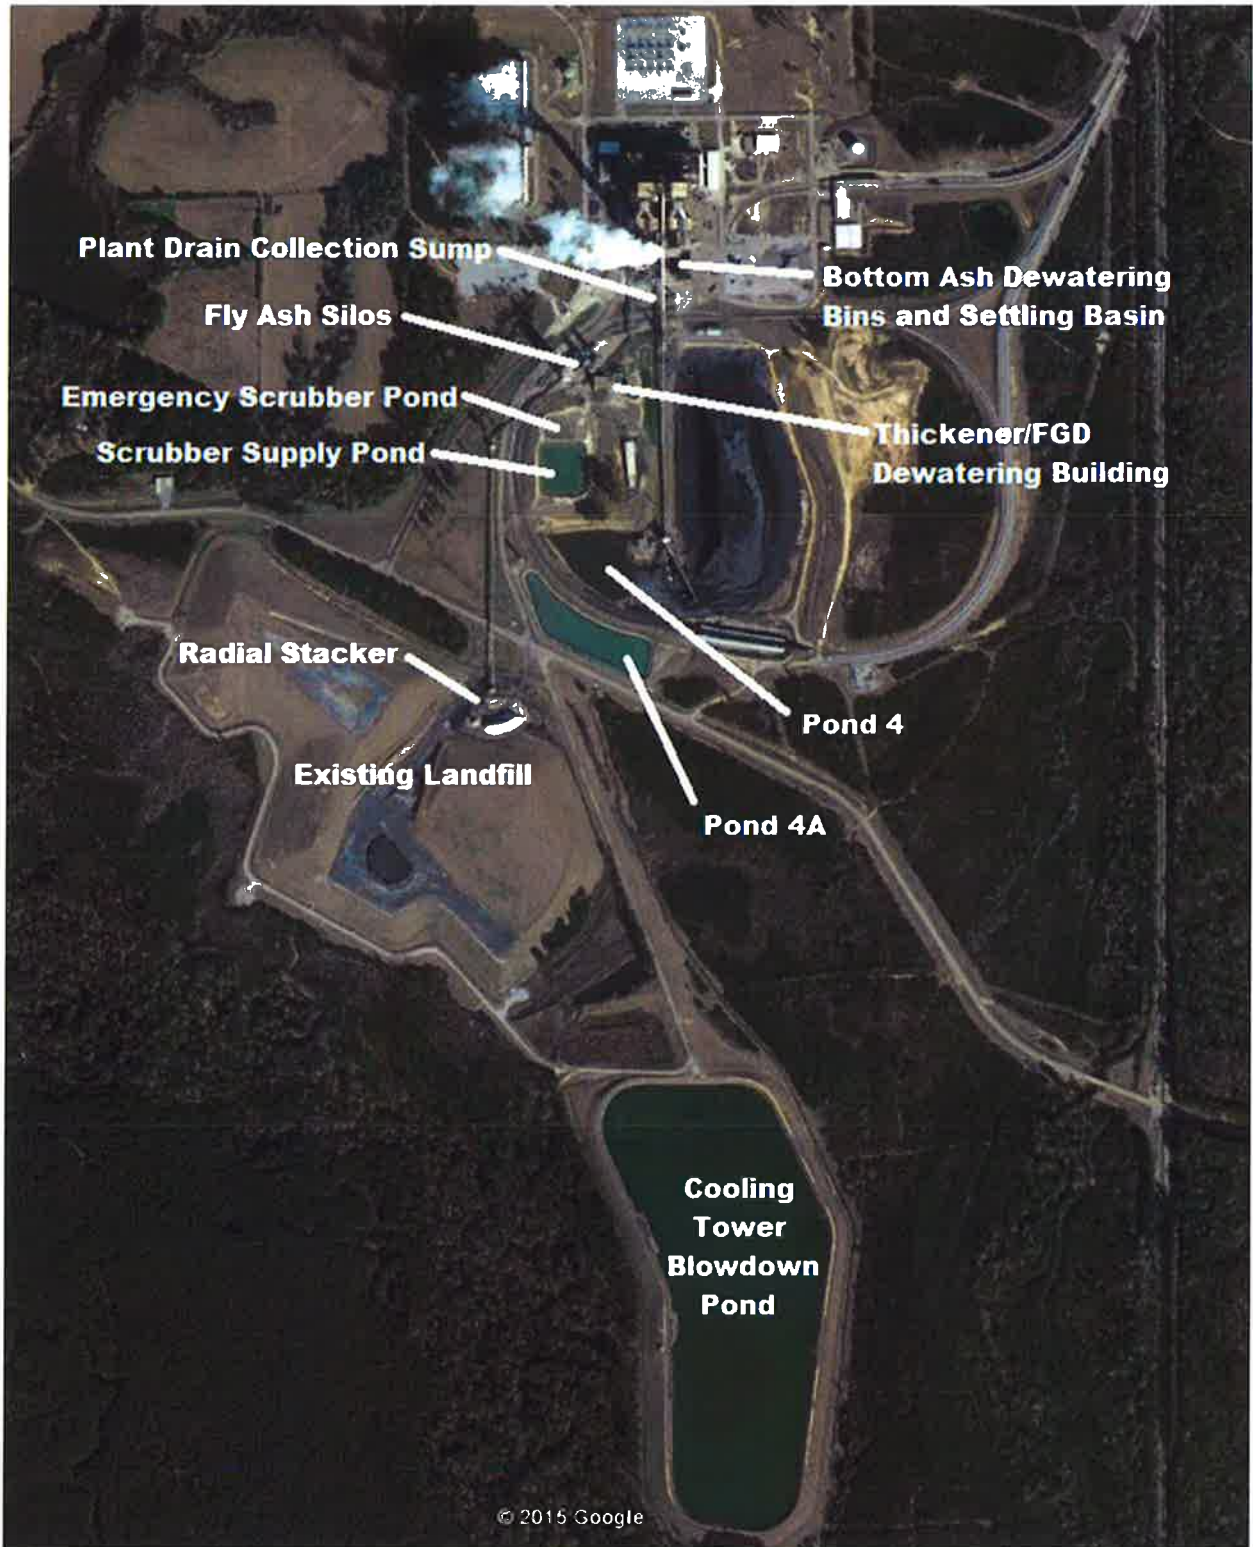 Plant Drain Collection Sump
Bottom Ash Dewatering
Bins and Settling Basin
Fly Ash Silos
Emergency Scrubber Pond
Scrubber Supply Pond
Thickener/FGD
Dewatering Building
Radial Stacker
Pond 4
Existing Landfill
Pond 4A
Cooling
Tower
Blowdown
Pond
© 2015 Google